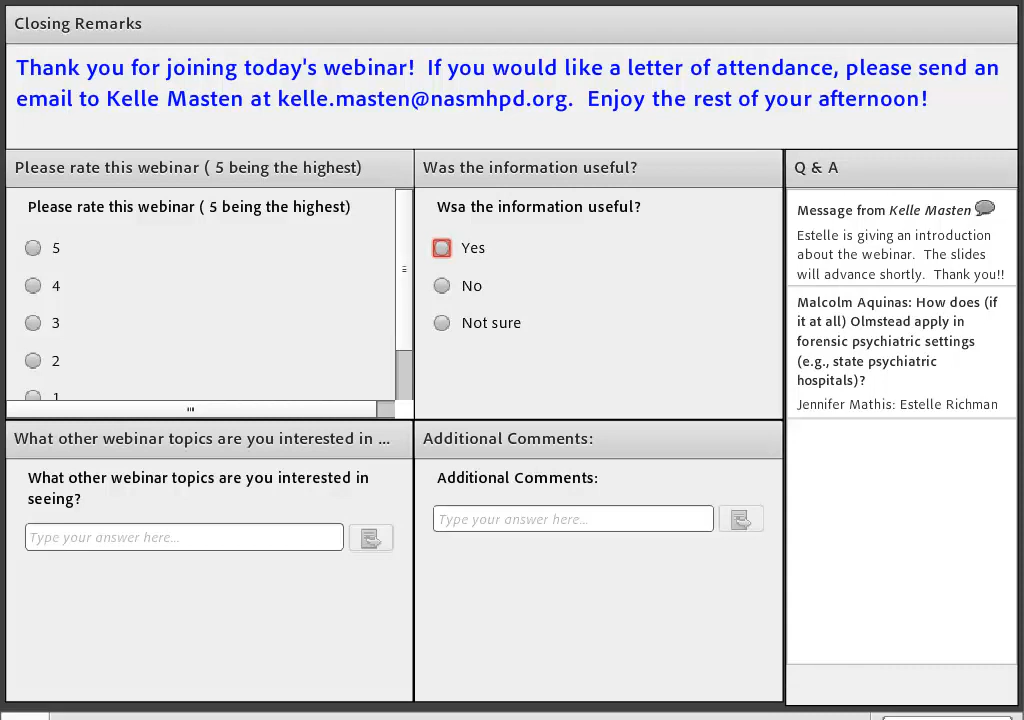 Closing Remarks
Thank you for joining today's webinar!  If you would like a letter of attendance, please send an
email to Kelle Masten at kelle.masten@nasmhpd.org.  Enjoy the rest of your afternoon!
Please rate this webinar ( 5 being the highest)
Please rate this webinar ( 5 being the highest)
5
4
3
2
1
Was the information useful?
Wsa the information useful?
Yes
No
Not sure
Q & A
Message from Kelle Masten
Estelle is giving an introduction
about the webinar.  The slides
will advance shortly.  Thank you!!
Malcolm Aquinas: How does (if
it at all) Olmstead apply in
forensic psychiatric settings
(e.g., state psychiatric
hospitals)?
Jennifer Mathis: Estelle Richman
What other webinar topics are you interested in ...
What other webinar topics are you interested in
seeing?
Type your answer here...
Additional Comments:
Additional Comments:
Type your answer here...